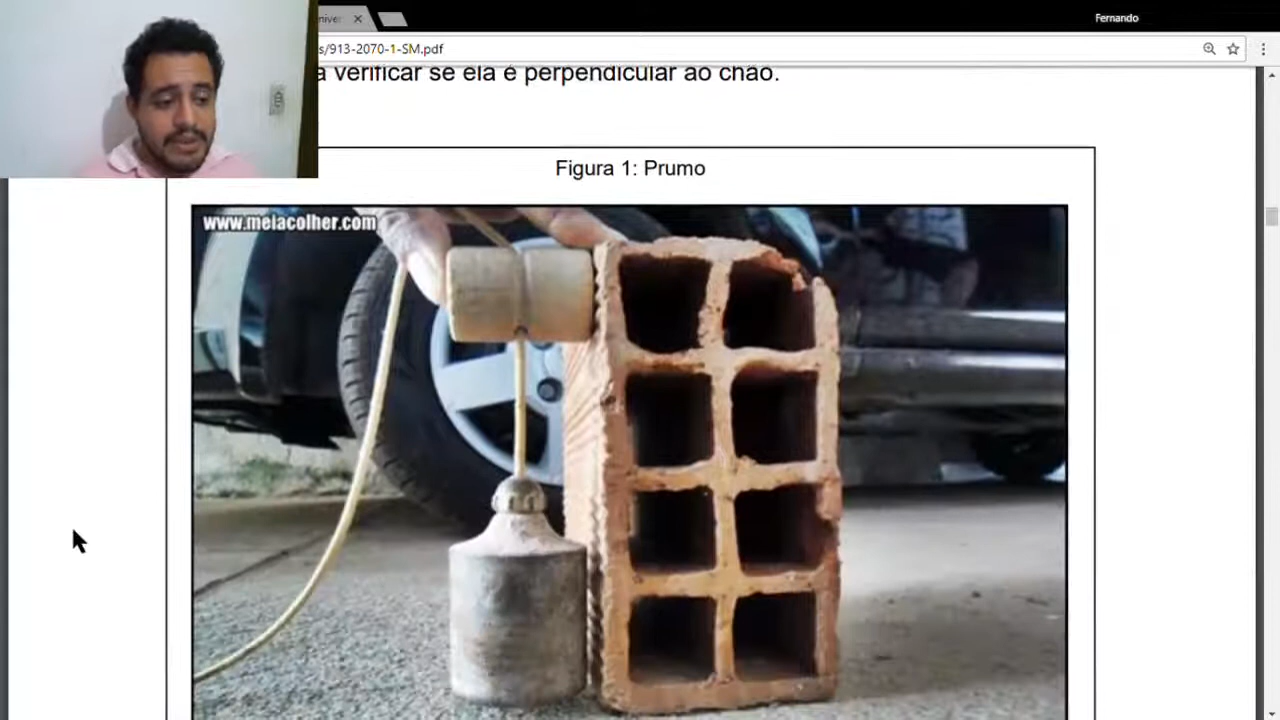 Fernando
s/913-2070-1-SM.pdf
a verificar se ela é perpendicular ao chão.
Figura 1: Prumo
www.meiacolher.com